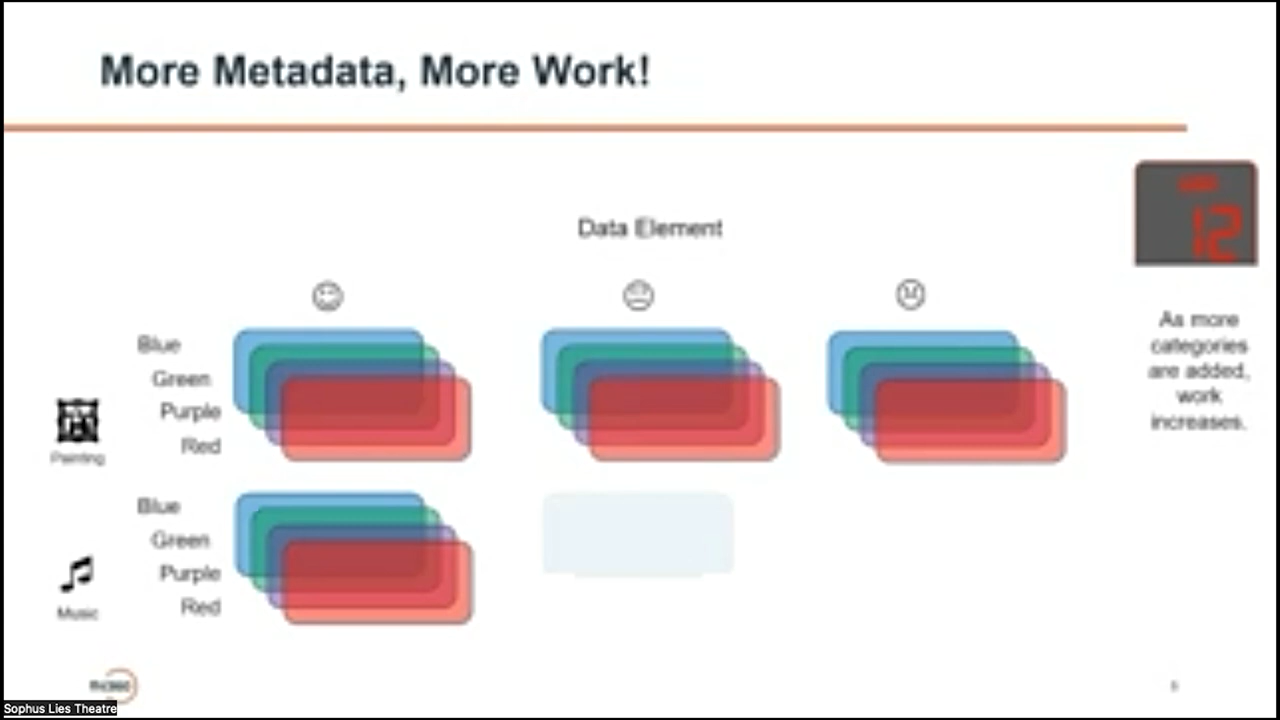 More Metadata, More Work!
Data Element
12
As more
categories
are added,
work
increases.
Blue
Green
Purple
Red
Painting
Blue
Green
Purple
Red
Music
Sophus Lies Theatre